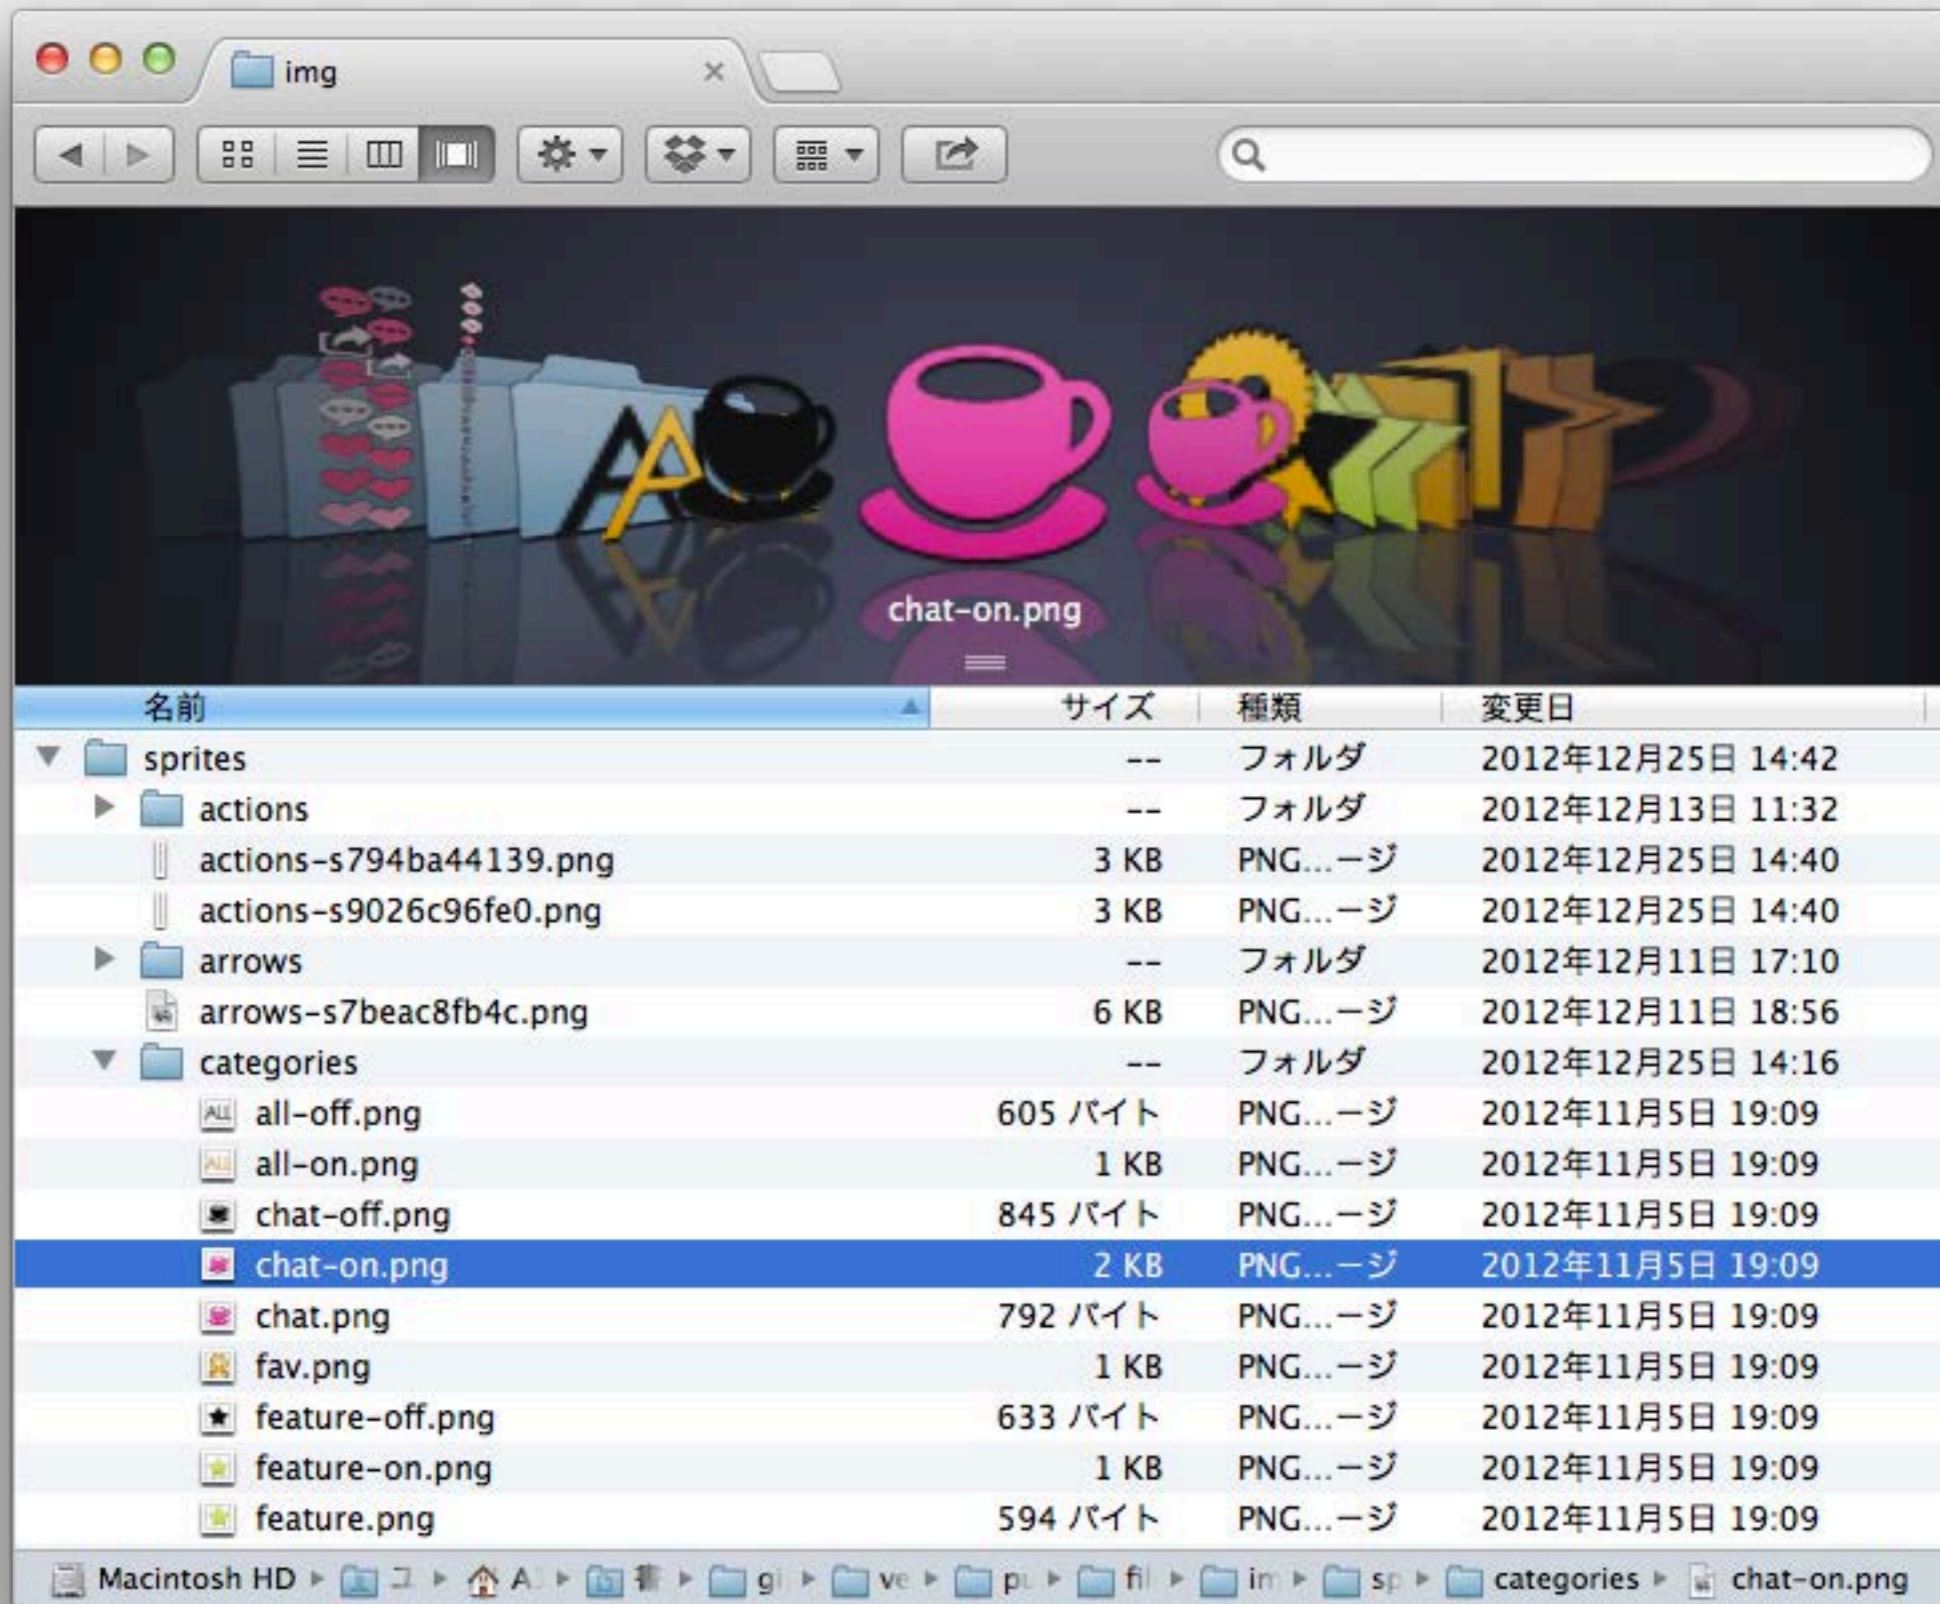 img
chat-on.png
名前 サイズ 種類 変更日
sprites -- フォルダ 2012年12月25日 14:42
actions -- フォルダ 2012年12月13日 11:32
actions-s794ba44139.png 3 KB PNG...ージ 2012年12月25日 14:40
actions-s9026c96fe0.png 3 KB PNG...ージ 2012年12月25日 14:40
arrows -- フォルダ 2012年12月11日 17:10
arrows-s7beac8fb4c.png 6 KB PNG...ージ 2012年12月11日 18:56
categories -- フォルダ 2012年12月25日 14:16
all-off.png 605 バイト PNG...ージ 2012年11月5日 19:09
all-on.png 1 KB PNG...ージ 2012年11月5日 19:09
chat-off.png 845 バイト PNG...ージ 2012年11月5日 19:09
chat-on.png 2 KB PNG...ージ 2012年11月5日 19:09
chat.png 792 バイト PNG...ージ 2012年11月5日 19:09
fav.png 1 KB PNG...ージ 2012年11月5日 19:09
feature-off.png 633 バイト PNG...ージ 2012年11月5日 19:09
feature-on.png 1 KB PNG...ージ 2012年11月5日 19:09
feature.png 594 バイト PNG...ージ 2012年11月5日 19:09
Macintosh HD ユ A gi ve pu fil im sp categories chat-on.png